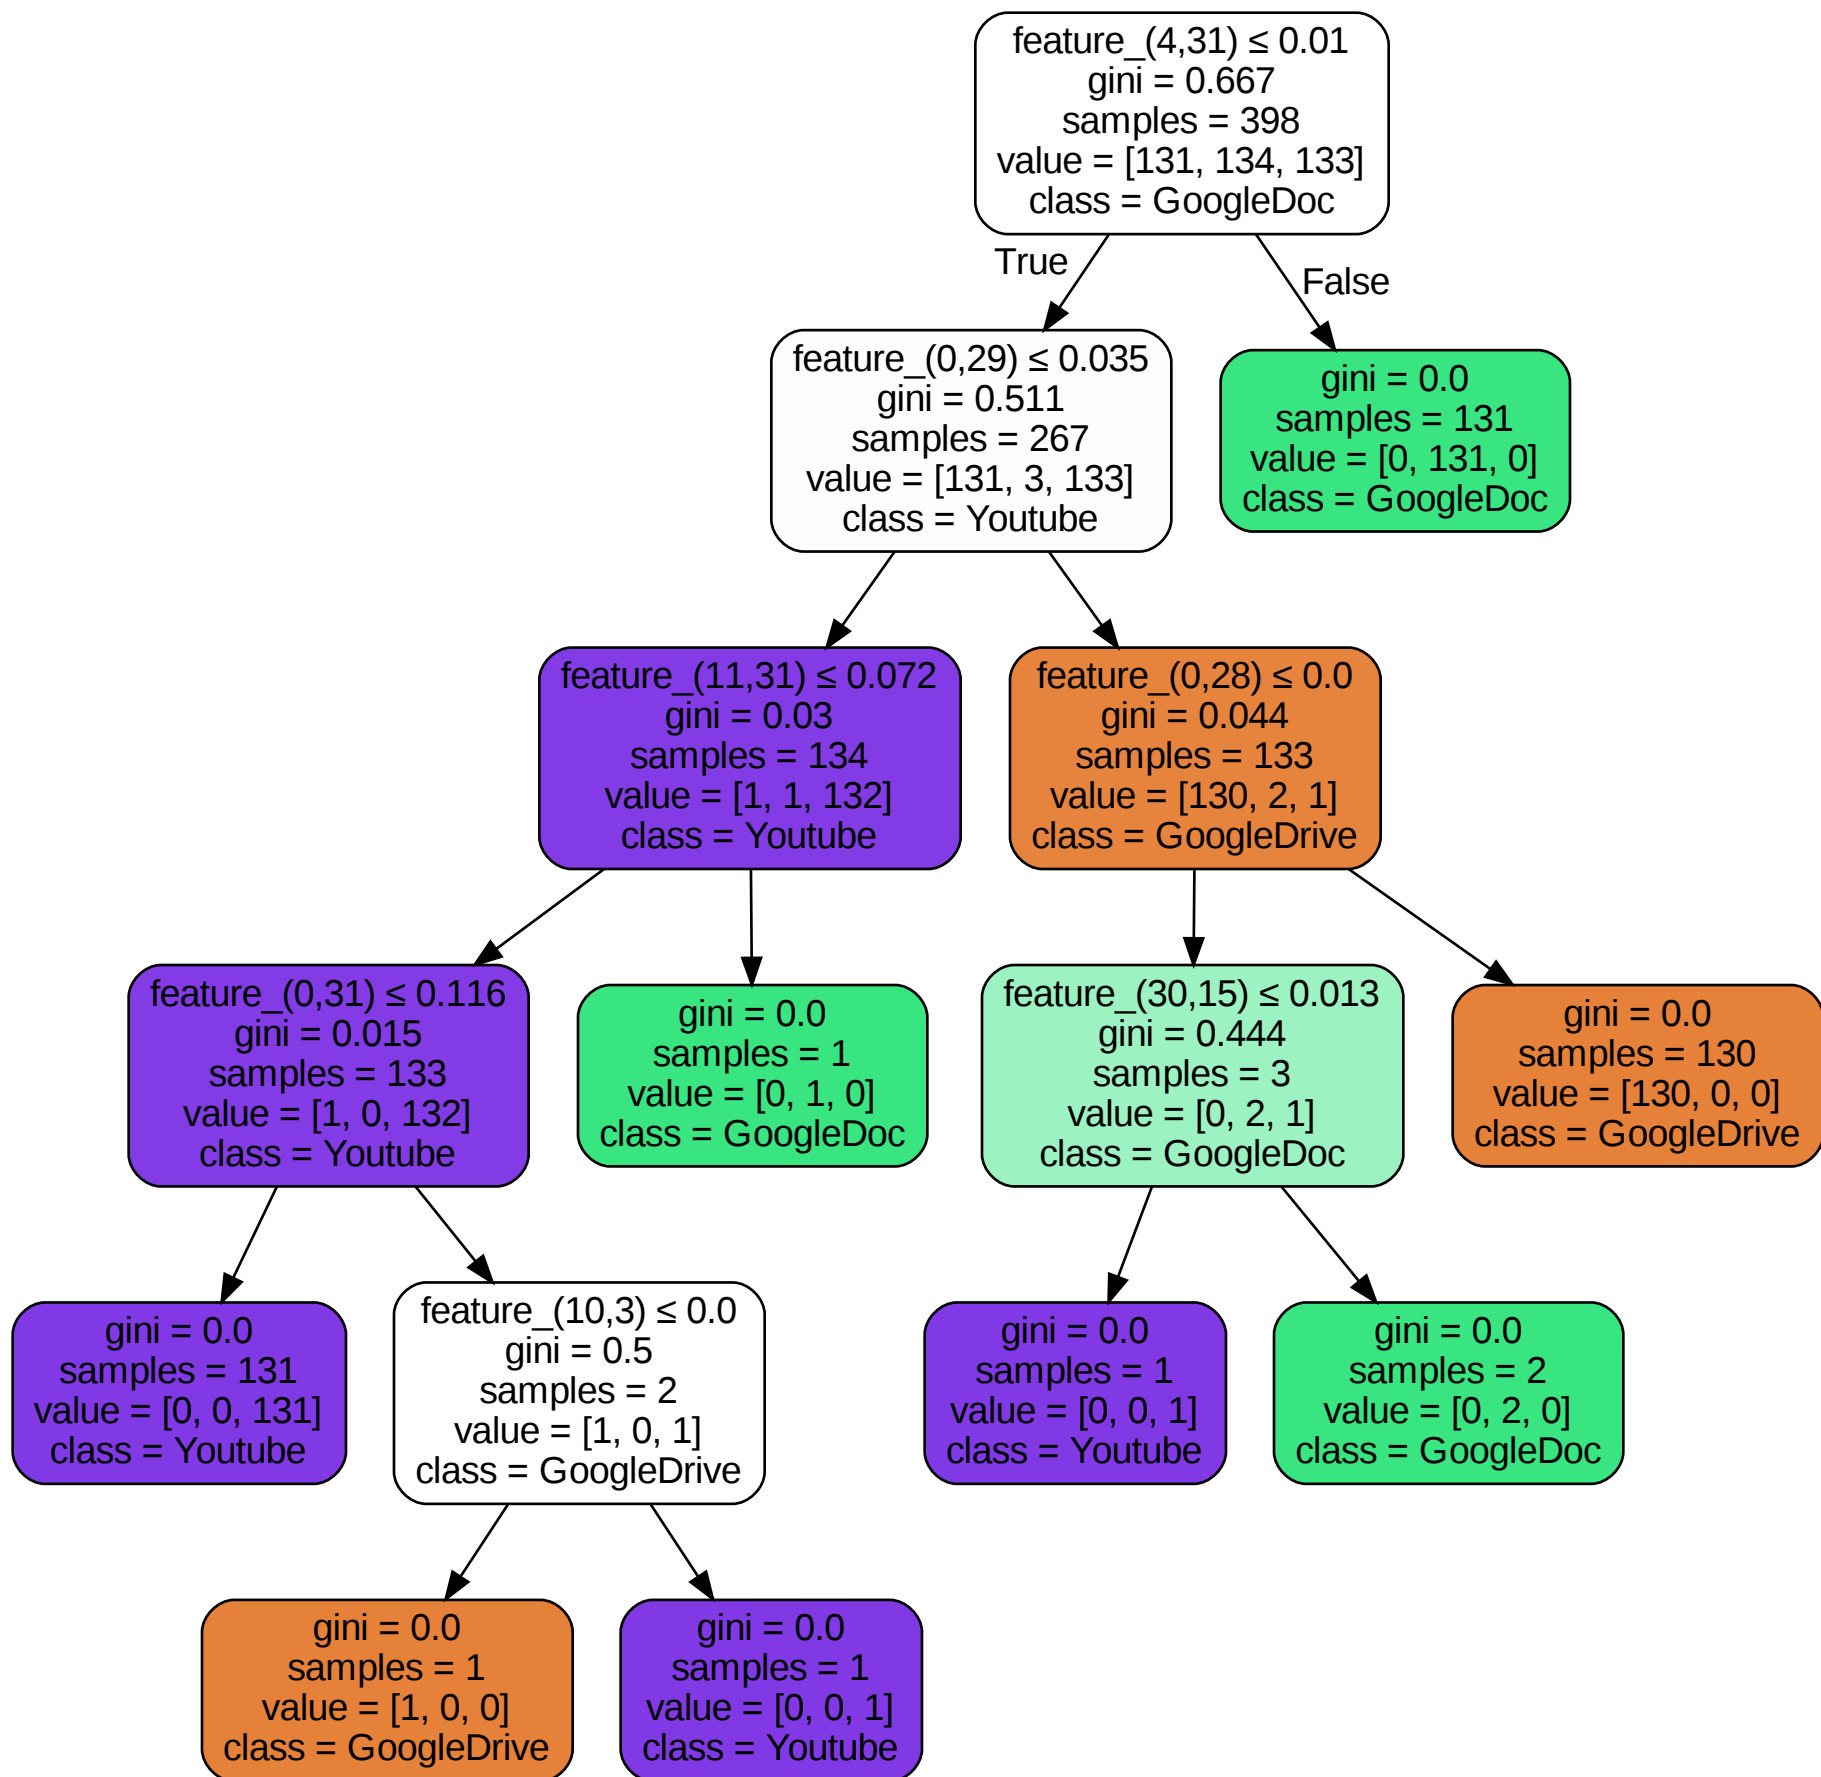 feature_(4,31) ≤ 0.01
gini = 0.667
samples = 398
value = [131, 134, 133]
class = GoogleDoc
True
False
feature_(0,29) ≤ 0.035
gini = 0.511
samples = 267
value = [131, 3, 133]
class = Youtube
gini = 0.0
samples = 131
value = [0, 131, 0]
class = GoogleDoc
feature_(11,31) ≤ 0.072
gini = 0.03
samples = 134
value = [1, 1, 132]
class = Youtube
feature_(0,28) ≤ 0.0
gini = 0.044
samples = 133
value = [130, 2, 1]
class = GoogleDrive
feature_(0,31) ≤ 0.116
gini = 0.015
samples = 133
value = [1, 0, 132]
class = Youtube
gini = 0.0
samples = 1
value = [0, 1, 0]
class = GoogleDoc
feature_(30,15) ≤ 0.013
gini = 0.444
samples = 3
value = [0, 2, 1]
class = GoogleDoc
gini = 0.0
samples = 130
value = [130, 0, 0]
class = GoogleDrive
gini = 0.0
samples = 131
value = [0, 0, 131]
class = Youtube
feature_(10,3) ≤ 0.0
gini = 0.5
samples = 2
value = [1, 0, 1]
class = GoogleDrive
gini = 0.0
samples = 1
value = [0, 0, 1]
class = Youtube
gini = 0.0
samples = 2
value = [0, 2, 0]
class = GoogleDoc
gini = 0.0
samples = 1
value = [1, 0, 0]
class = GoogleDrive
gini = 0.0
samples = 1
value = [0, 0, 1]
class = Youtube